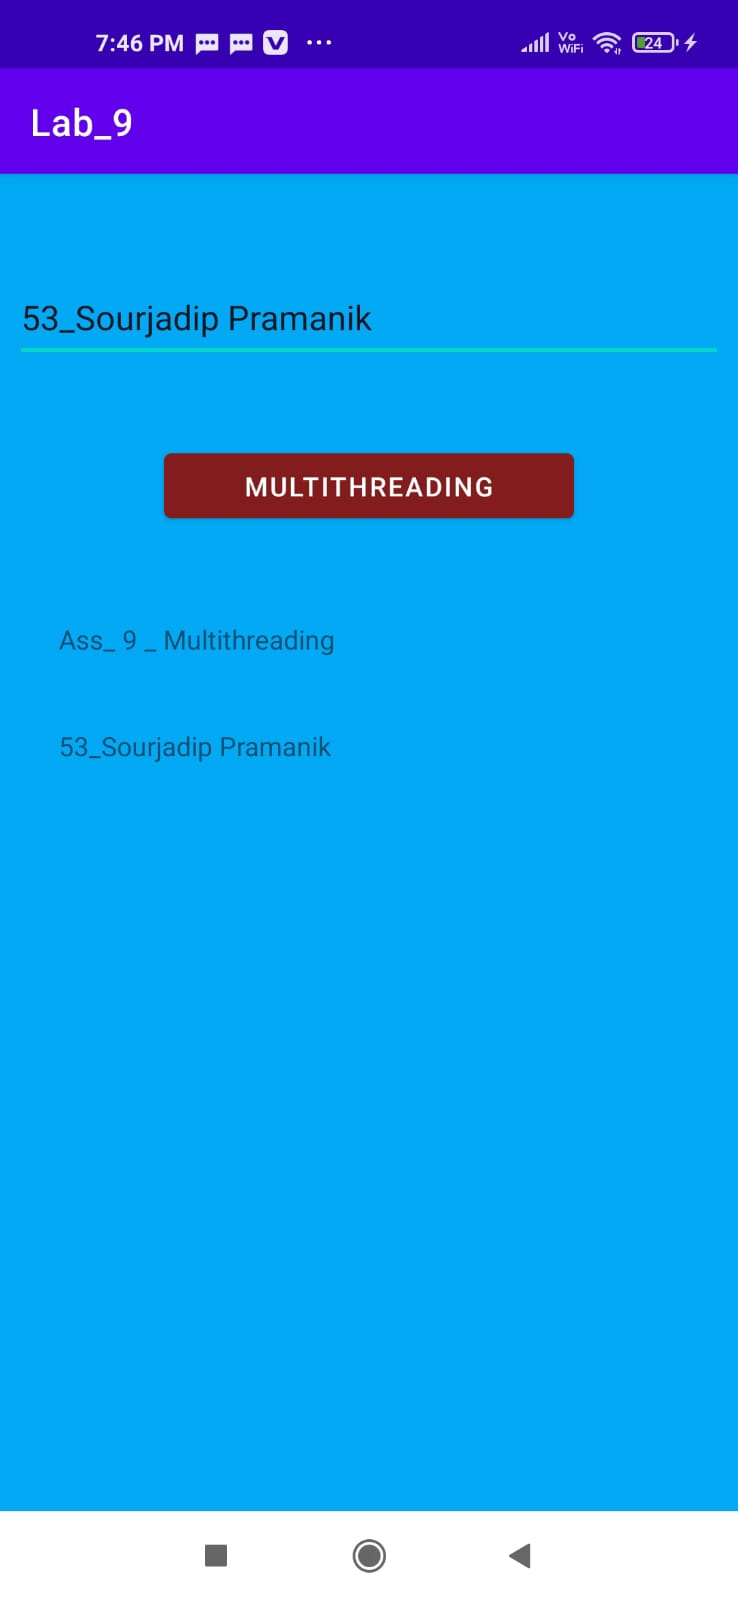 7:46 PM
Vo
WiFi
24
Lab_9
53_Sourjadip Pramanik
MULTITHREADING
Ass_ 9 _ Multithreading
53_Sourjadip Pramanik